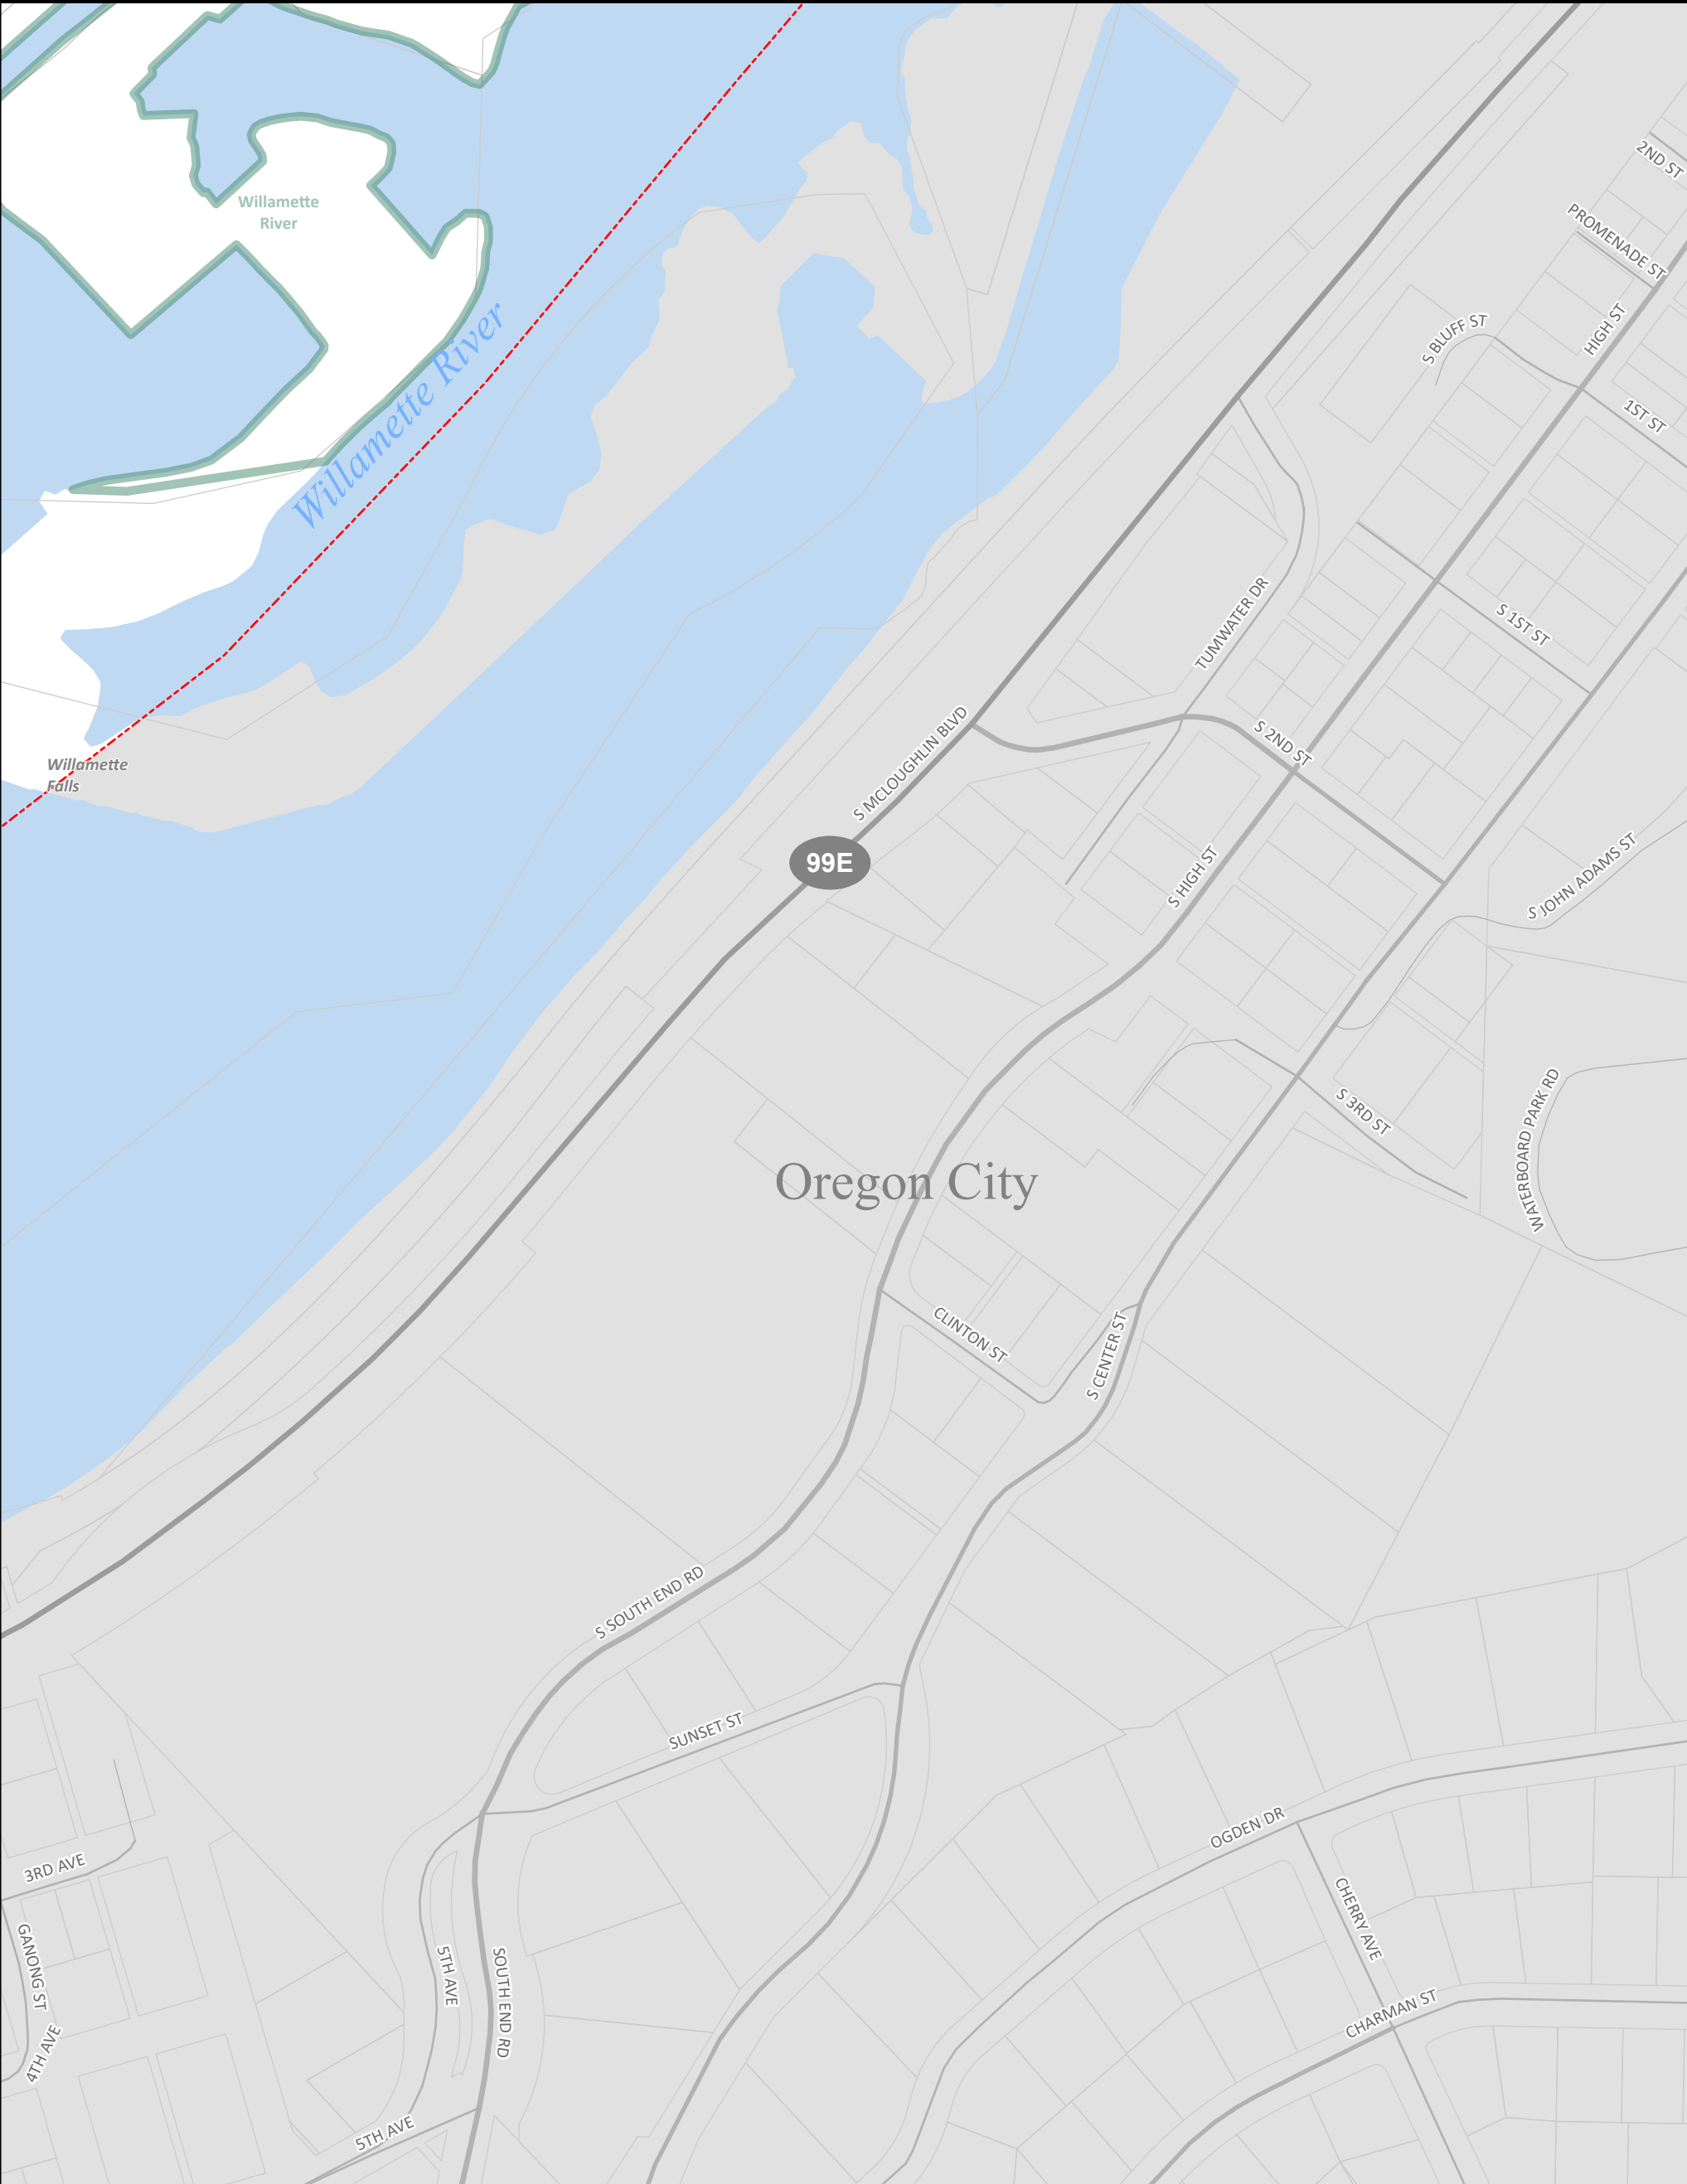 2ND ST
PROMENADE ST
Willamette
River
HIGH ST
S BLUFF ST
1ST ST
Willamette River
TUMWATER DR
S 1ST ST
S 2ND ST
S MCLOUGHLIN BLVD
Willamette
Falls
99E
S HIGH ST
S JOHN ADAMS ST
S 3RD ST
WATERBOARD PARK RD
Oregon City
CLINTON ST
S CENTER ST
S SOUTH END RD
SUNSET ST
OGDEN DR
3RD AVE
CHERRY AVE
GANONG ST
5TH AVE
SOUTH END RD
CHARMAN ST
4TH AVE
5TH AVE